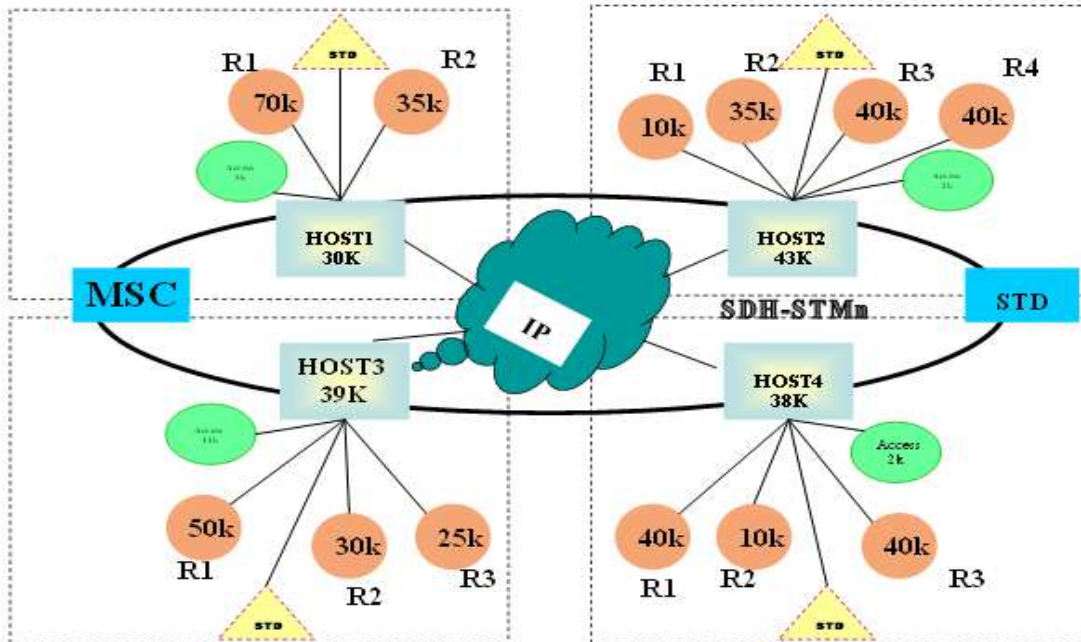 STD
R1
R2
70k
35k
HOST1
30K
STD
R1
R2
R3
R4
10k
35k
40k
40k
HOST2
43K
MSC
IP
SDH-STMn
STD
HOST3
39K
HOST4
38K
Access
2k
50k
30k
25k
R1
R2
R3
STD
40k
10k
40k
R1
R2
R3
STD